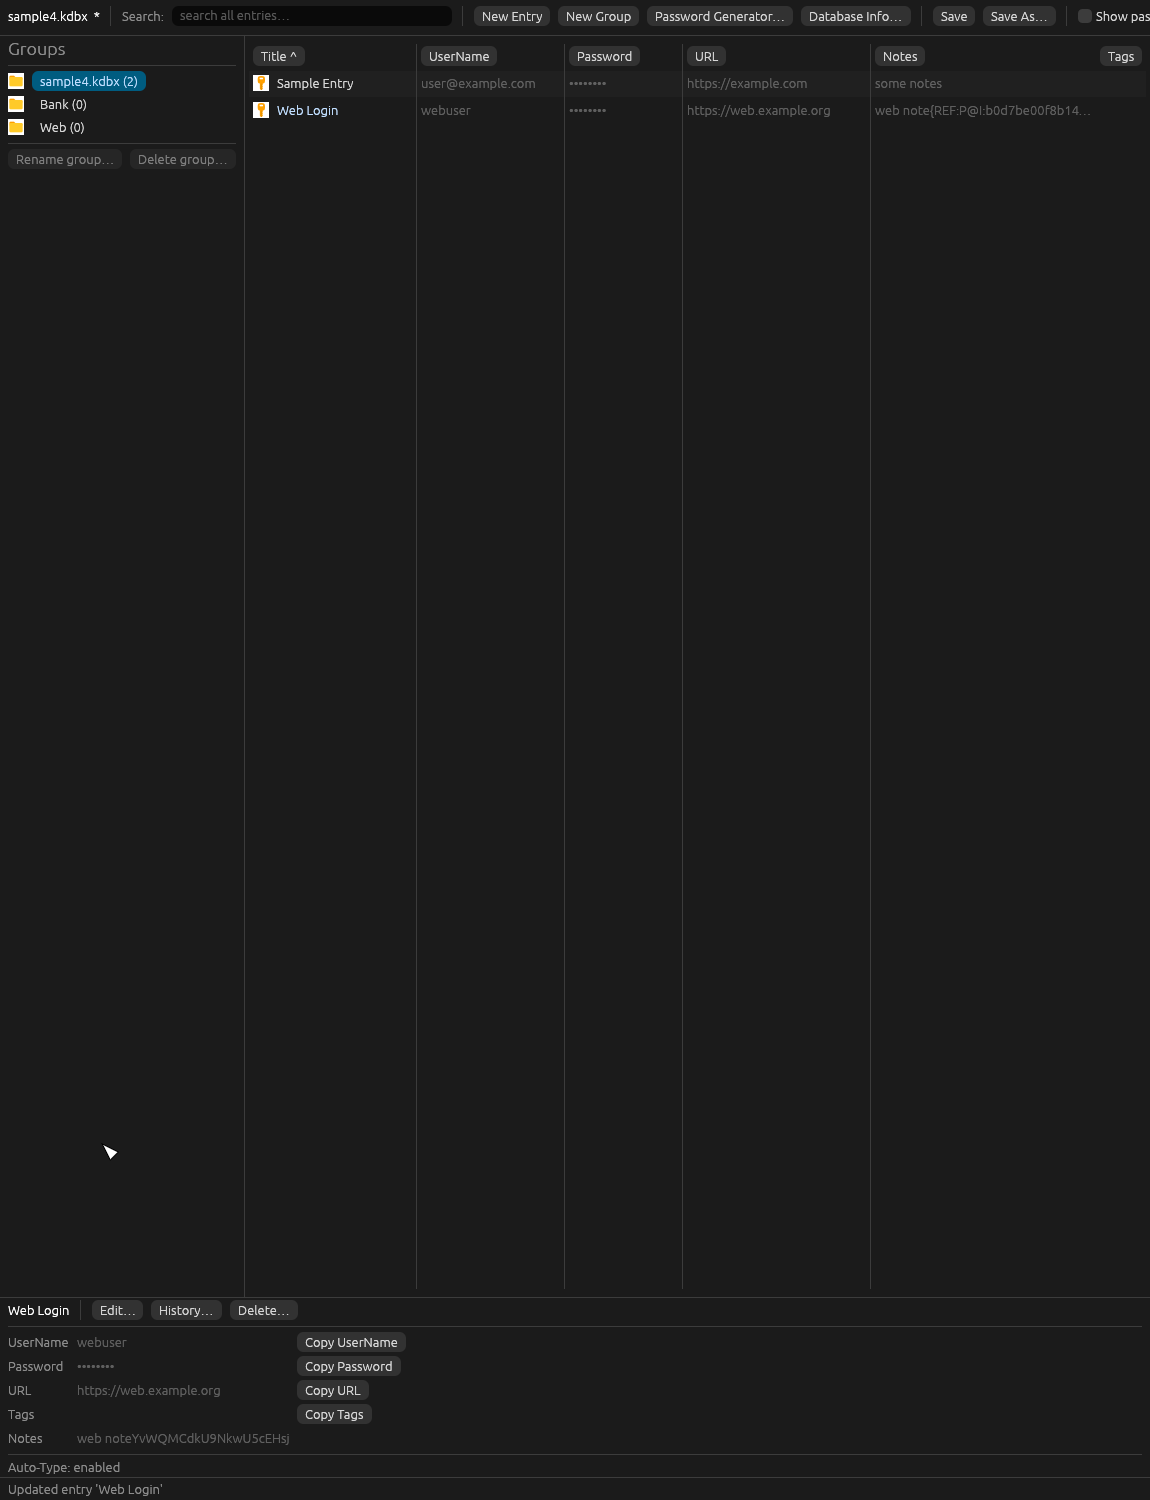 sample4.kdbx * Search: search all entries... New Entry New Group Password Generator... Database Info... Save Save As... Show pas
Groups
sample4.kdbx (2)
Bank (0)
Web (0)
Rename group... Delete group...
Title ^ UserName Password URL Notes Tags
Sample Entry user@example.com •••••••• https://example.com some notes
Web Login webuser •••••••• https://web.example.org web note{REF:P@I:b0d7be00f8b14...
Web Login Edit... History... Delete...
UserName webuser Copy UserName
Password •••••••• Copy Password
URL https://web.example.org Copy URL
Tags Copy Tags
Notes web noteYvWQMCdkU9NkwU5cEHsj
Auto-Type: enabled
Updated entry 'Web Login'